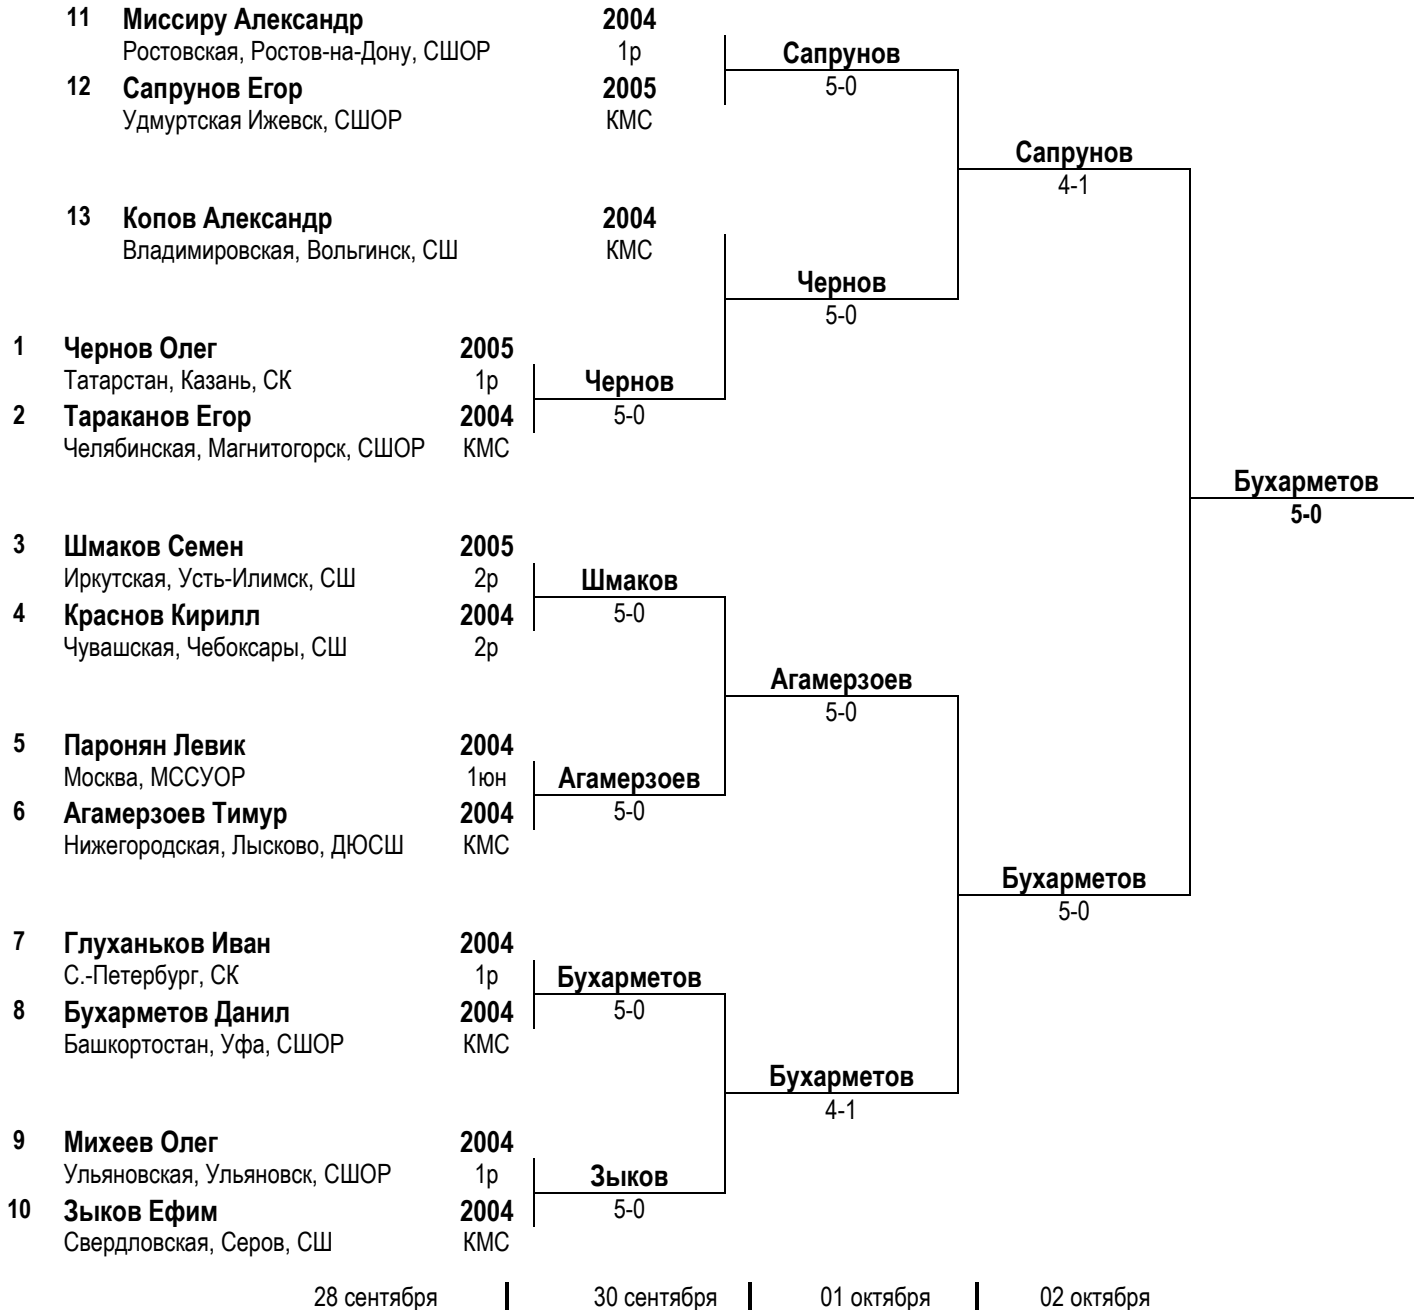 11 Миссиру Александр 2004
Ростовская, Ростов-на-Дону, СШОР 1р
Сапрунов
5-0
12 Сапрунов Егор 2005
Удмуртская Ижевск, СШОР КМС
Сапрунов
4-1
13 Копов Александр 2004
Владимировская, Вольгинск, СШ КМС
Чернов
5-0
1 Чернов Олег 2005
Татарстан, Казань, СК 1р
Чернов
5-0
2 Тараканов Егор 2004
Челябинская, Магнитогорск, СШОР КМС
Бухарметов
5-0
3 Шмаков Семен 2005
Иркутская, Усть-Илимск, СШ 2р
Шмаков
5-0
4 Краснов Кирилл 2004
Чувашская, Чебоксары, СШ 2р
Агамерзоев
5-0
5 Паронян Левик 2004
Москва, МССУОР 1юн
Агамерзоев
5-0
6 Агамерзоев Тимур 2004
Нижегородская, Лысково, ДЮСШ КМС
Бухарметов
5-0
7 Глуханьков Иван 2004
С.-Петербург, СК 1р
Бухарметов
5-0
8 Бухарметов Данил 2004
Башкортостан, Уфа, СШОР КМС
Бухарметов
4-1
9 Михеев Олег 2004
Ульяновская, Ульяновск, СШОР 1р
Зыков
5-0
10 Зыков Ефим 2004
Свердловская, Серов, СШ КМС
28 сентября 30 сентября 01 октября 02 октября